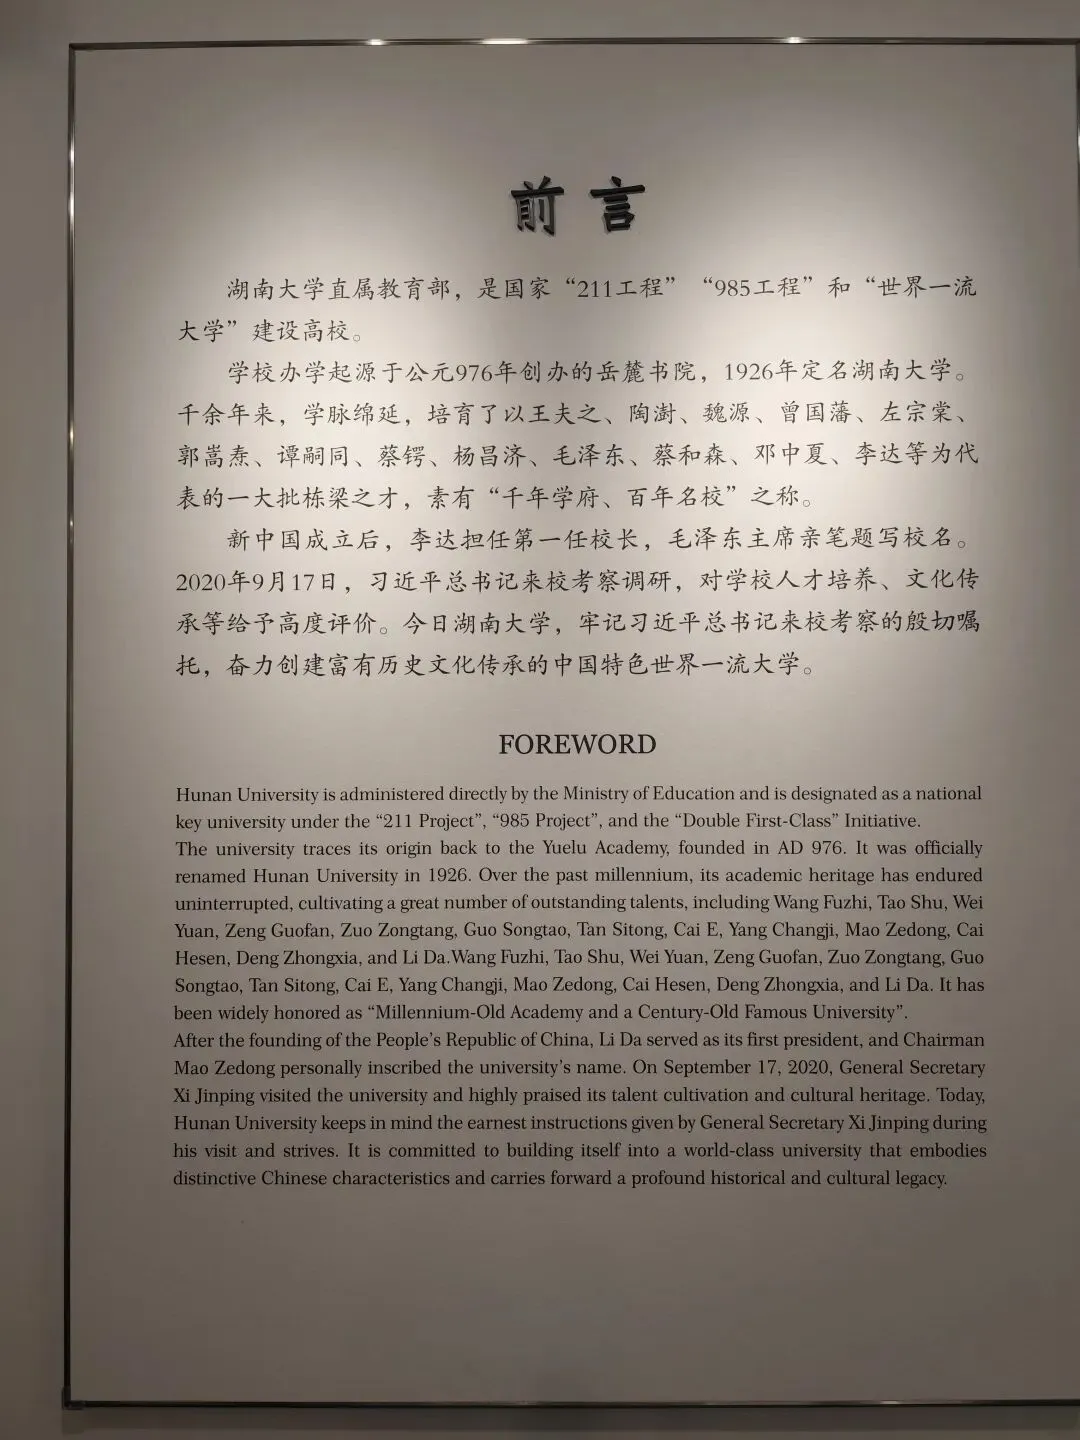 前言
湖南大学直属教育部，是国家“211工程”“985工程”和“世界一流
大学”建设高校。
学校办学起源于公元976年创办的岳麓书院，1926年定名湖南大学。
千余年来，学脉绵延，培育了以王夫之、陶澍、魏源、曾国藩、左宗棠、
郭嵩焘、谭嗣同、蔡锷、杨昌济、毛泽东、蔡和森、邓中夏、李达等为代
表的一大批栋梁之才，素有“千年学府、百年名校”之称。
新中国成立后，李达担任第一任校长，毛泽东主席亲笔题写校名。
2020年9月17日，习近平总书记来校考察调研，对学校人才培养、文化传
承等给予高度评价。今日湖南大学，牢记习近平总书记来校考察的殷切嘱
托，奋力创建富有历史文化传承的中国特色世界一流大学。
FOREWORD
Hunan University is administered directly by the Ministry of Education and is designated as a national
key university under the “211 Project”, “985 Project”, and the “Double First-Class” Initiative.
The university traces its origin back to the Yuelu Academy, founded in AD 976. It was officially
renamed Hunan University in 1926. Over the past millennium, its academic heritage has endured
uninterrupted, cultivating a great number of outstanding talents, including Wang Fuzhi, Tao Shu, Wei
Yuan, Zeng Guofan, Zuo Zongtang, Guo Songtao, Tan Sitong, Cai E, Yang Changji, Mao Zedong, Cai
Hesen, Deng Zhongxia, and Li Da.Wang Fuzhi, Tao Shu, Wei Yuan, Zeng Guofan, Zuo Zongtang, Guo
Songtao, Tan Sitong, Cai E, Yang Changji, Mao Zedong, Cai Hesen, Deng Zhongxia, and Li Da. It has
been widely honored as “Millennium-Old Academy and a Century-Old Famous University”.
After the founding of the People’s Republic of China, Li Da served as its first president, and Chairman
Mao Zedong personally inscribed the university’s name. On September 17, 2020, General Secretary
Xi Jinping visited the university and highly praised its talent cultivation and cultural heritage. Today,
Hunan University keeps in mind the earnest instructions given by General Secretary Xi Jinping during
his visit and strives. It is committed to building itself into a world-class university that embodies
distinctive Chinese characteristics and carries forward a profound historical and cultural legacy.